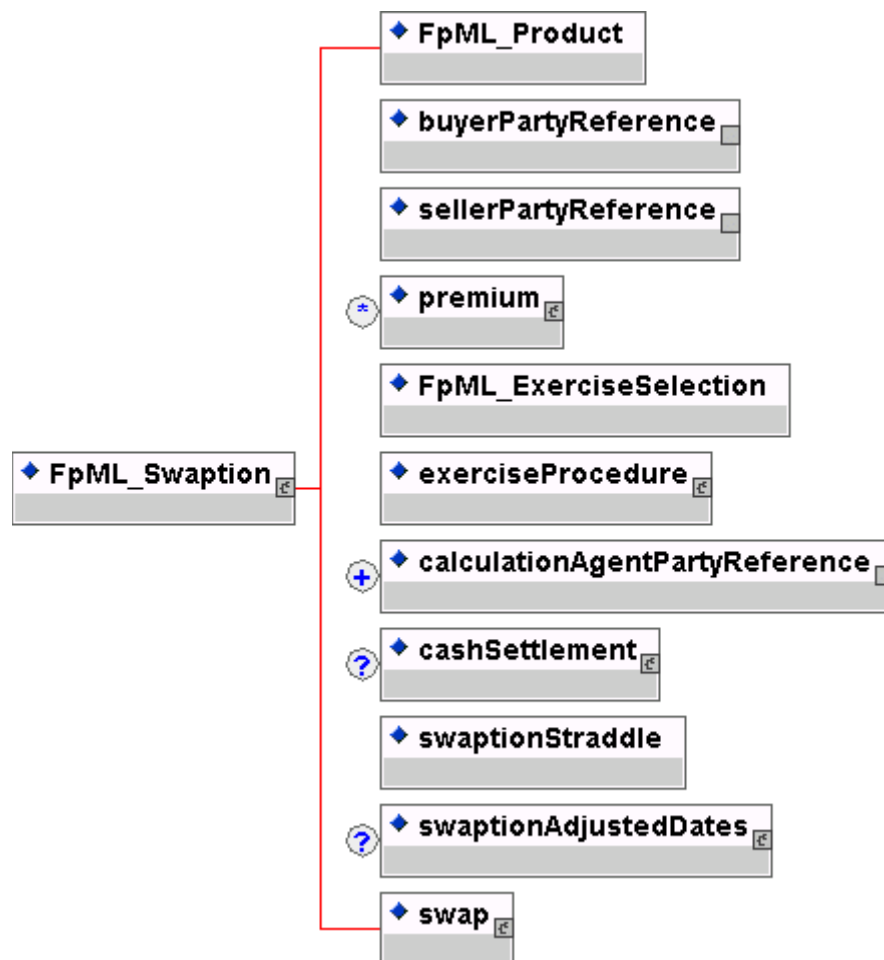 FpML_Product
buyerPartyReference
sellerPartyReference
* premium
FpML_ExerciseSelection
FpML_Swaption
exerciseProcedure
+ calculationAgentPartyReference
? cashSettlement
swaptionStraddle
? swaptionAdjustedDates
swap